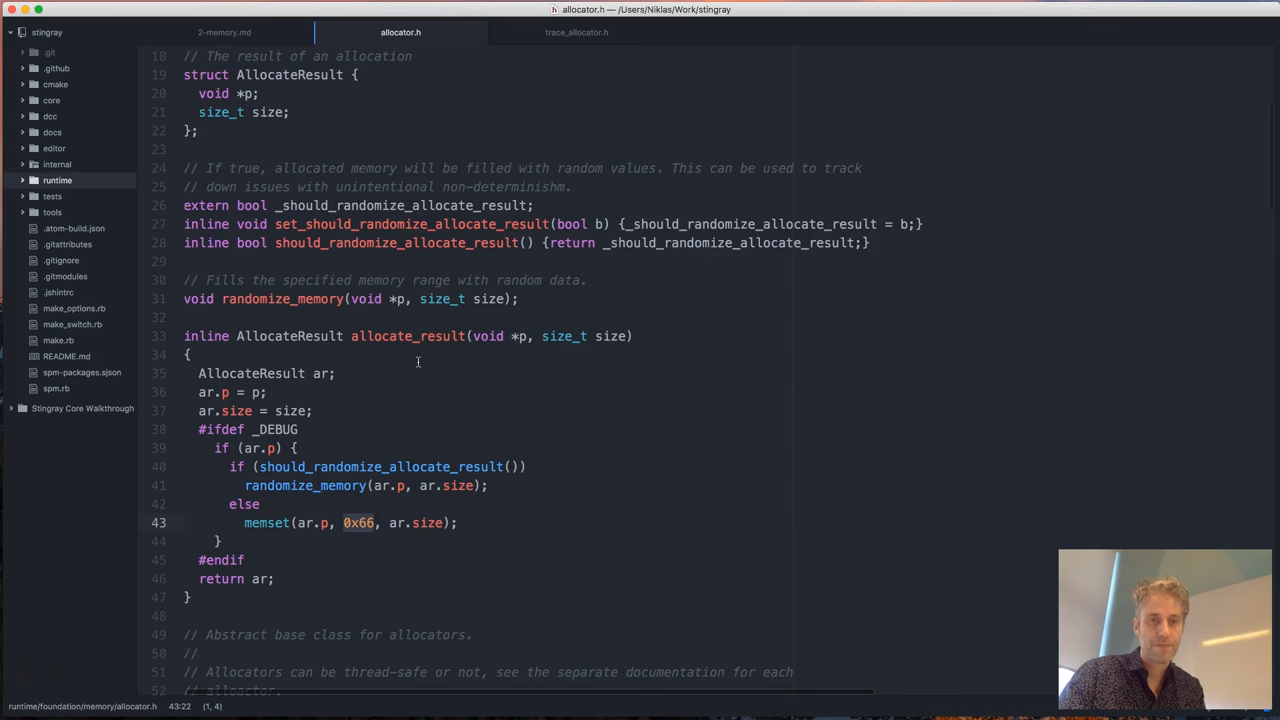 allocator.h — /Users/Niklas/Work/stingray
stingray
.git
.github
cmake
core
dcc
docs
editor
internal
runtime
tests
tools
.atom-build.json
.gitattributes
.gitignore
.gitmodules
.jshintrc
make_options.rb
make_switch.rb
make.rb
README.md
spm-packages.sjson
spm.rb
Stingray Core Walkthrough
2-memory.md allocator.h trace_allocator.h
18 // The result of an allocation
19 struct AllocateResult {
20 void *p;
21 size_t size;
22 };
23
24 // If true, allocated memory will be filled with random values. This can be used to track
25 // down issues with unintentional non-determinishm.
26 extern bool _should_randomize_allocate_result;
27 inline void set_should_randomize_allocate_result(bool b) {_should_randomize_allocate_result = b;}
28 inline bool should_randomize_allocate_result() {return _should_randomize_allocate_result;}
29
30 // Fills the specified memory range with random data.
31 void randomize_memory(void *p, size_t size);
32
33 inline AllocateResult allocate_result(void *p, size_t size)
34 {
35 AllocateResult ar;
36 ar.p = p;
37 ar.size = size;
38 #ifdef _DEBUG
39 if (ar.p) {
40 if (should_randomize_allocate_result())
41 randomize_memory(ar.p, ar.size);
42 else
43 memset(ar.p, 0x66, ar.size);
44 }
45 #endif
46 return ar;
47 }
48
49 // Abstract base class for allocators.
50 //
51 // Allocators can be thread-safe or not, see the separate documentation for each
52 // alloactor.
runtime/foundation/memory/allocator.h 43:22 (1, 4)